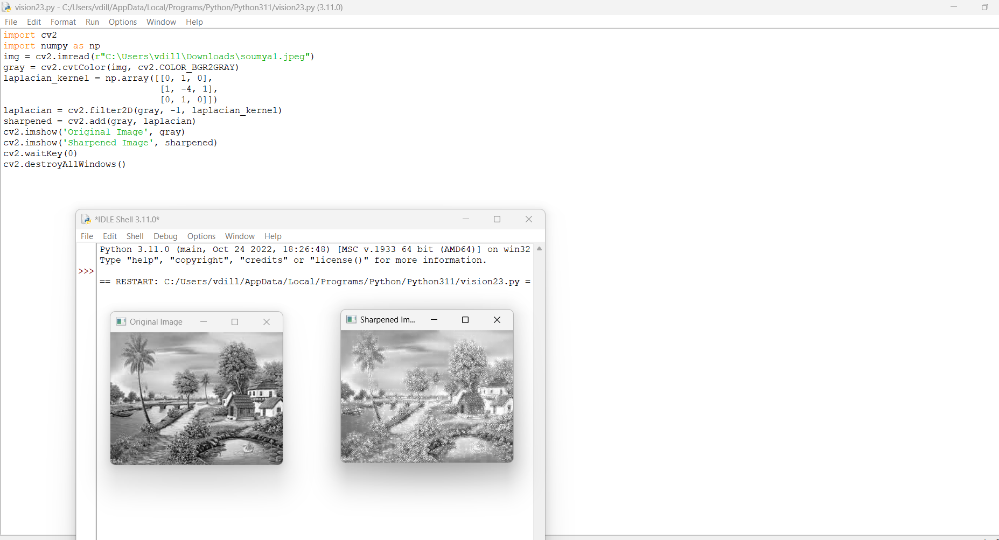 vision23.py - C:/Users/vdill/AppData/Local/Programs/Python/Python311/vision23.py (3.11.0)
File Edit Format Run Options Window Help
import cv2
import numpy as np
img = cv2.imread(r"C:\Users\vdill\Downloads\soumya1.jpeg")
gray = cv2.cvtColor(img, cv2.COLOR_BGR2GRAY)
laplacian_kernel = np.array([[0, 1, 0],
                             [1, -4, 1],
                             [0, 1, 0]])
laplacian = cv2.filter2D(gray, -1, laplacian_kernel)
sharpened = cv2.add(gray, laplacian)
cv2.imshow('Original Image', gray)
cv2.imshow('Sharpened Image', sharpened)
cv2.waitKey(0)
cv2.destroyAllWindows()
*IDLE Shell 3.11.0*
File Edit Shell Debug Options Window Help
Python 3.11.0 (main, Oct 24 2022, 18:26:48) [MSC v.1933 64 bit (AMD64)] on win32
Type "help", "copyright", "credits" or "license()" for more information.
>>>
== RESTART: C:/Users/vdill/AppData/Local/Programs/Python/Python311/vision23.py =
Original Image
Sharpened Im...